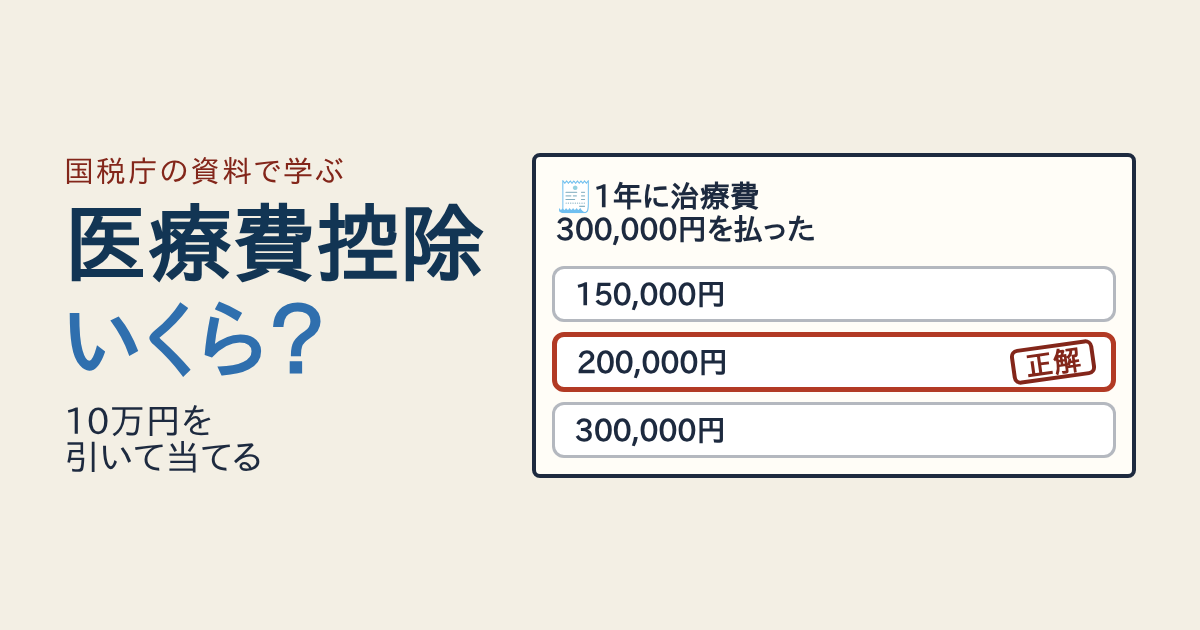 国税庁の資料で学ぶ
医療費控除
いくら?
10万円を
引いて当てる
1年に治療費
300,000円を払った
150,000円
200,000円
正解
300,000円